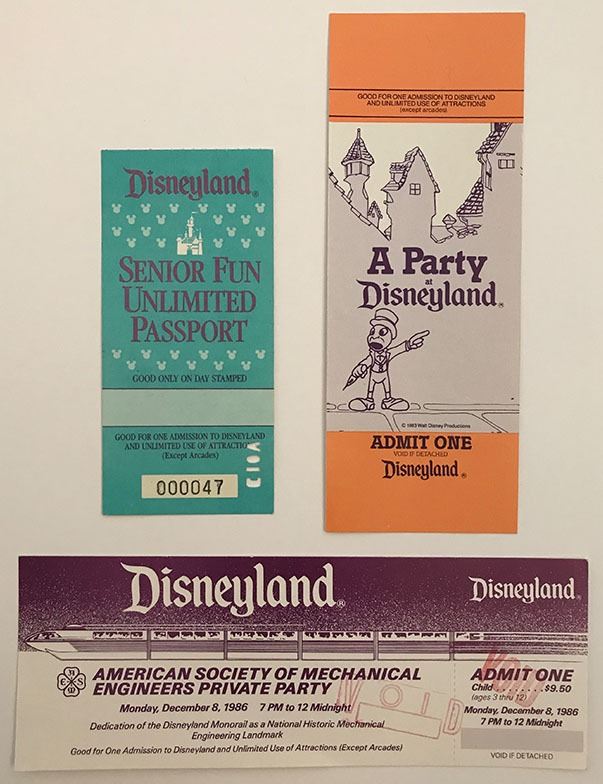 Disneyland®
SENIOR FUN
UNLIMITED
PASSPORT
GOOD ONLY ON DAY STAMPED
GOOD FOR ONE ADMISSION TO DISNEYLAND
AND UNLIMITED USE OF ATTRACTIONS
(Except Arcades)
VOID
000047
GOOD FOR ONE ADMISSION TO DISNEYLAND
AND UNLIMITED USE OF ATTRACTIONS
(except arcades)
A Party
at
Disneyland®
© 1983 Walt Disney Productions
ADMIT ONE
VOID IF DETACHED
Disneyland®
Disneyland®
AMERICAN SOCIETY OF MECHANICAL
ENGINEERS PRIVATE PARTY
Monday, December 8, 1986 7 PM to 12 Midnight
Dedication of the Disneyland Monorail as a National Historic Mechanical
Engineering Landmark
Good for One Admission to Disneyland and Unlimited Use of Attractions (Except Arcades)
VOID
Disneyland®
ADMIT ONE
Child ........$9.50
(ages 3 thru 12)
Monday, December 8, 1986
7 PM to 12 Midnight
VOID IF DETACHED